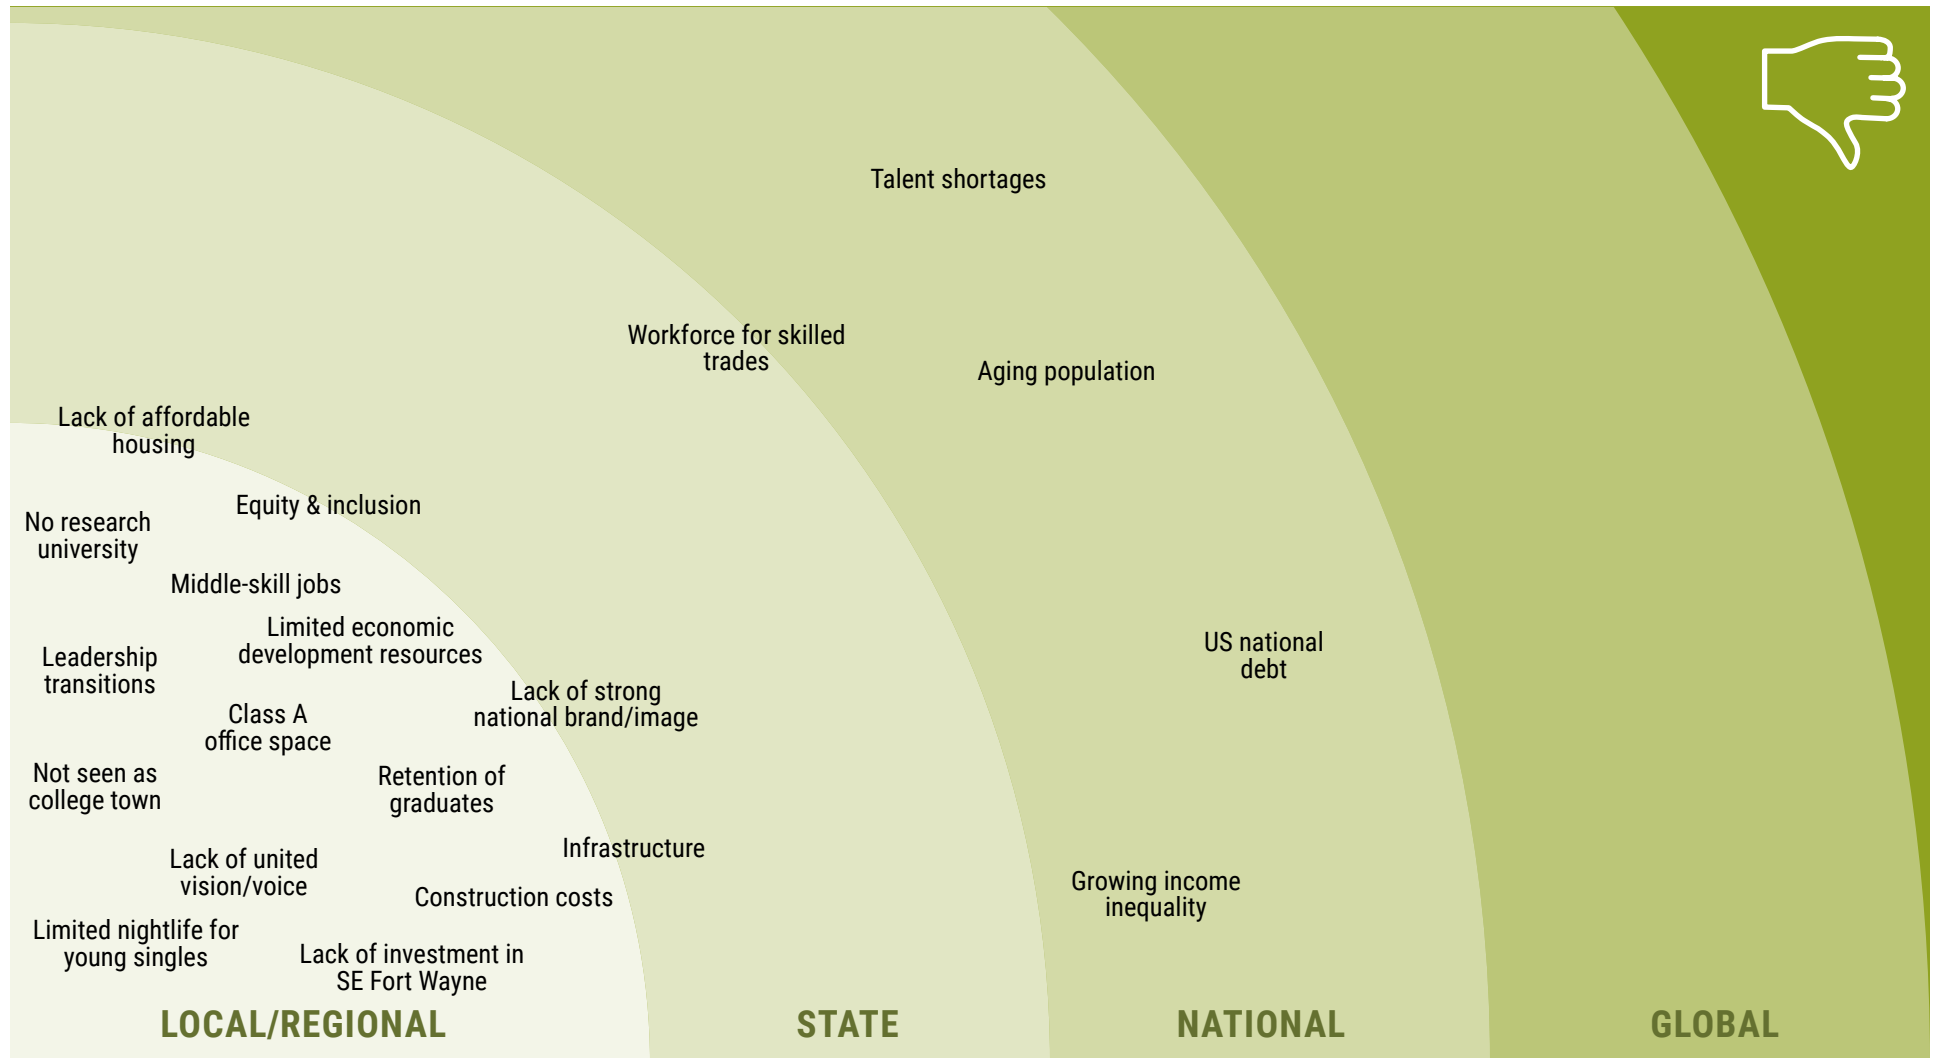 Talent shortages
Workforce for skilled
trades
Aging population
Lack of affordable
housing
Equity & inclusion
No research
university
Middle-skill jobs
Limited economic
development resources
US national
debt
Leadership
transitions
Lack of strong
national brand/image
Class A
office space
Not seen as
college town
Retention of
graduates
Infrastructure
Lack of united
vision/voice
Growing income
inequality
Construction costs
Limited nightlife for
young singles
Lack of investment in
SE Fort Wayne
LOCAL/REGIONAL
STATE
NATIONAL
GLOBAL